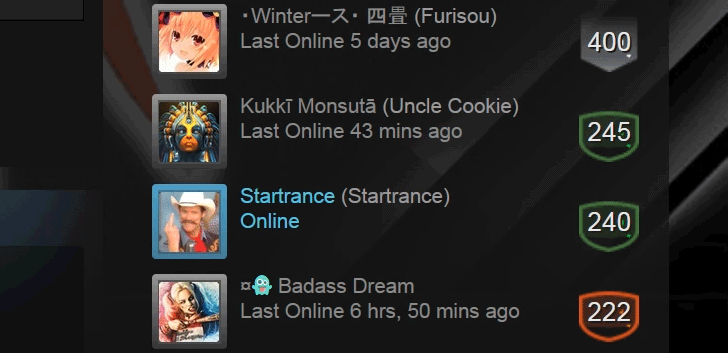 ･Winter一ス･ 四畳 (Furisou)
Last Online 5 days ago
400
Kukkī Monsutā (Uncle Cookie)
Last Online 43 mins ago
245
Startrance (Startrance)
Online
240
¤👻 Badass Dream
Last Online 6 hrs, 50 mins ago
222